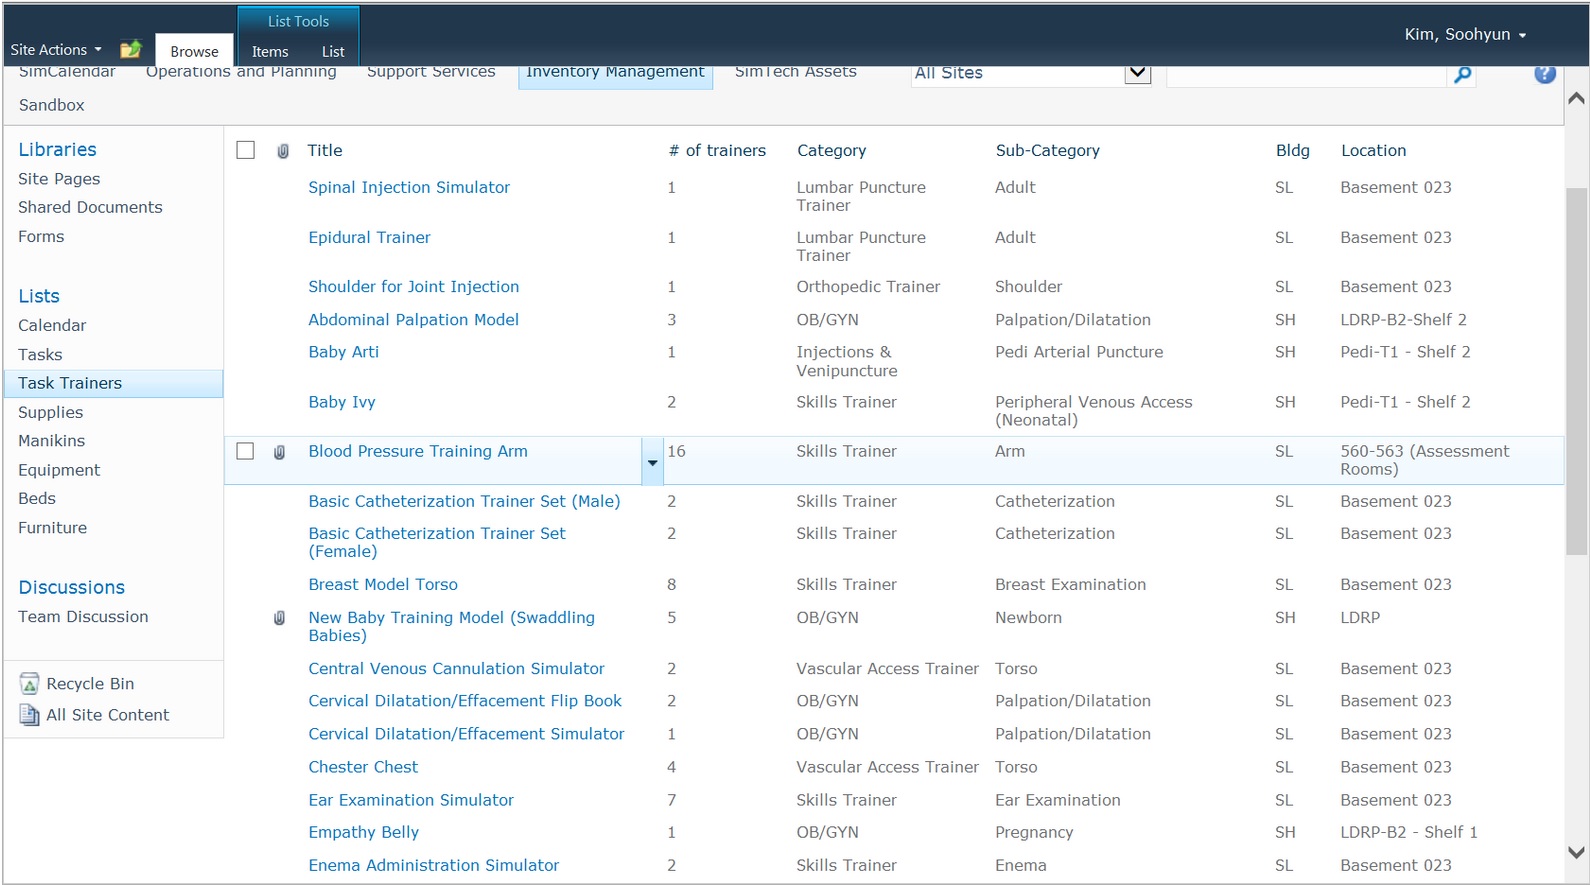 List Tools
Site Actions Browse Items List Kim, Soohyun
SimCalendar Operations and Planning Support Services Inventory Management SimTech Assets All Sites
Sandbox
Libraries
Site Pages
Shared Documents
Forms
Lists
Calendar
Tasks
Task Trainers
Supplies
Manikins
Equipment
Beds
Furniture
Discussions
Team Discussion
Recycle Bin
All Site Content
Title # of trainers Category Sub-Category Bldg Location
Spinal Injection Simulator 1 Lumbar Puncture Adult SL Basement 023
Trainer
Epidural Trainer 1 Lumbar Puncture Adult SL Basement 023
Trainer
Shoulder for Joint Injection 1 Orthopedic Trainer Shoulder SL Basement 023
Abdominal Palpation Model 3 OB/GYN Palpation/Dilatation SH LDRP-B2-Shelf 2
Baby Arti 1 Injections & Pedi Arterial Puncture SH Pedi-T1 - Shelf 2
Venipuncture
Baby Ivy 2 Skills Trainer Peripheral Venous Access SH Pedi-T1 - Shelf 2
(Neonatal)
Blood Pressure Training Arm 16 Skills Trainer Arm SL 560-563 (Assessment
Rooms)
Basic Catheterization Trainer Set (Male) 2 Skills Trainer Catheterization SL Basement 023
Basic Catheterization Trainer Set 2 Skills Trainer Catheterization SL Basement 023
(Female)
Breast Model Torso 8 Skills Trainer Breast Examination SL Basement 023
New Baby Training Model (Swaddling 5 OB/GYN Newborn SH LDRP
Babies)
Central Venous Cannulation Simulator 2 Vascular Access Trainer Torso SL Basement 023
Cervical Dilatation/Effacement Flip Book 2 OB/GYN Palpation/Dilatation SL Basement 023
Cervical Dilatation/Effacement Simulator 1 OB/GYN Palpation/Dilatation SL Basement 023
Chester Chest 4 Vascular Access Trainer Torso SL Basement 023
Ear Examination Simulator 7 Skills Trainer Ear Examination SL Basement 023
Empathy Belly 1 OB/GYN Pregnancy SH LDRP-B2 - Shelf 1
Enema Administration Simulator 2 Skills Trainer Enema SL Basement 023